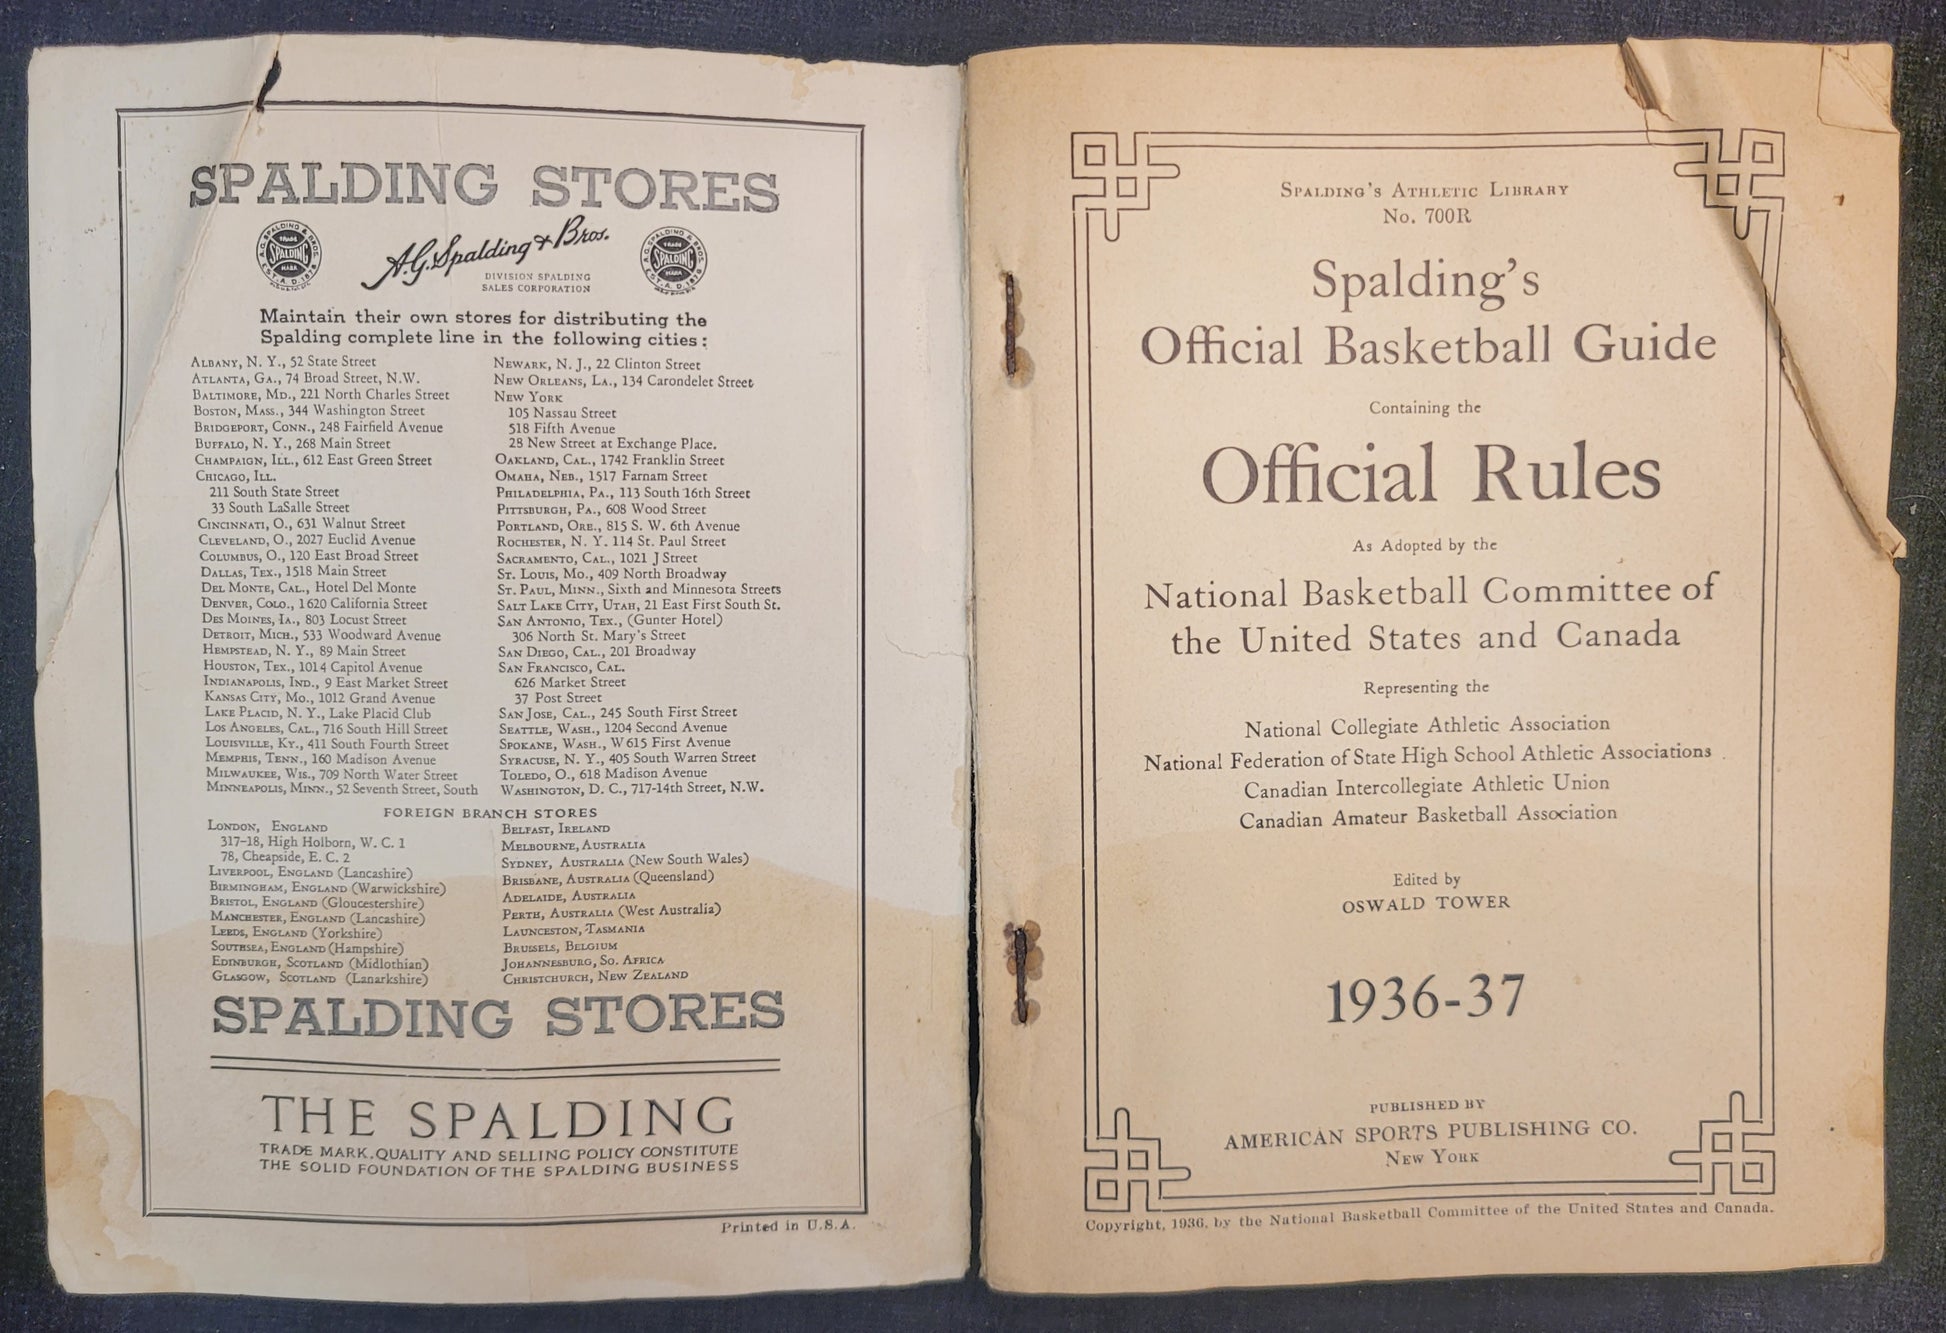 SPALDING STORES
A.G. SPALDING & BROS.
TRADE
SPALDING
MARK
EST. A.D. 1876
A.G. Spalding & Bros.
DIVISION SPALDING
SALES CORPORATION
A.G. SPALDING & BROS.
TRADE
SPALDING
MARK
EST. A.D. 1876
Maintain their own stores for distributing the
Spalding complete line in the following cities:
ALBANY, N. Y., 52 State Street
ATLANTA, GA., 74 Broad Street, N.W.
BALTIMORE, MD., 221 North Charles Street
BOSTON, MASS., 344 Washington Street
BRIDGEPORT, CONN., 248 Fairfield Avenue
BUFFALO, N. Y., 268 Main Street
CHAMPAIGN, ILL., 612 East Green Street
CHICAGO, ILL.
211 South State Street
33 South LaSalle Street
CINCINNATI, O., 631 Walnut Street
CLEVELAND, O., 2027 Euclid Avenue
COLUMBUS, O., 120 East Broad Street
DALLAS, TEX., 1518 Main Street
DEL MONTE, CAL., Hotel Del Monte
DENVER, COLO., 1620 California Street
DES MOINES, IA., 803 Locust Street
DETROIT, MICH., 533 Woodward Avenue
HEMPSTEAD, N. Y., 89 Main Street
HOUSTON, TEX., 1014 Capitol Avenue
INDIANAPOLIS, IND., 9 East Market Street
KANSAS CITY, MO., 1012 Grand Avenue
LAKE PLACID, N. Y., Lake Placid Club
LOS ANGELES, CAL., 716 South Hill Street
LOUISVILLE, KY., 411 South Fourth Street
MEMPHIS, TENN., 160 Madison Avenue
MILWAUKEE, WIS., 709 North Water Street
MINNEAPOLIS, MINN., 52 Seventh Street, South
NEWARK, N. J., 22 Clinton Street
NEW ORLEANS, LA., 134 Carondelet Street
NEW YORK
105 Nassau Street
518 Fifth Avenue
28 New Street at Exchange Place.
OAKLAND, CAL., 1742 Franklin Street
OMAHA, NEB., 1517 Farnam Street
PHILADELPHIA, PA., 113 South 16th Street
PITTSBURGH, PA., 608 Wood Street
PORTLAND, ORE., 815 S. W. 6th Avenue
ROCHESTER, N. Y. 114 St. Paul Street
SACRAMENTO, CAL., 1021 J Street
ST. LOUIS, MO., 409 North Broadway
ST. PAUL, MINN., Sixth and Minnesota Streets
SALT LAKE CITY, UTAH, 21 East First South St.
SAN ANTONIO, TEX., (Gunter Hotel)
306 North St. Mary's Street
SAN DIEGO, CAL., 201 Broadway
SAN FRANCISCO, CAL.
626 Market Street
37 Post Street
SAN JOSE, CAL., 245 South First Street
SEATTLE, WASH., 1204 Second Avenue
SPOKANE, WASH., W 615 First Avenue
SYRACUSE, N. Y., 405 South Warren Street
TOLEDO, O., 618 Madison Avenue
WASHINGTON, D. C., 717-14th Street, N.W.
FOREIGN BRANCH STORES
LONDON, ENGLAND
317-18, High Holborn, W. C. 1
78, Cheapside, E. C. 2
LIVERPOOL, ENGLAND (Lancashire)
BIRMINGHAM, ENGLAND (Warwickshire)
BRISTOL, ENGLAND (Gloucestershire)
MANCHESTER, ENGLAND (Lancashire)
LEEDS, ENGLAND (Yorkshire)
SOUTHSEA, ENGLAND (Hampshire)
EDINBURGH, SCOTLAND (Midlothian)
GLASGOW, SCOTLAND (Lanarkshire)
BELFAST, IRELAND
MELBOURNE, AUSTRALIA
SYDNEY, AUSTRALIA (New South Wales)
BRISBANE, AUSTRALIA (Queensland)
ADELAIDE, AUSTRALIA
PERTH, AUSTRALIA (West Australia)
LAUNCESTON, TASMANIA
BRUSSELS, BELGIUM
JOHANNESBURG, SO. AFRICA
CHRISTCHURCH, NEW ZEALAND
SPALDING STORES
THE SPALDING
TRADE MARK, QUALITY AND SELLING POLICY CONSTITUTE
THE SOLID FOUNDATION OF THE SPALDING BUSINESS
Printed in U.S.A.
SPALDING'S ATHLETIC LIBRARY
No. 700R
Spalding's
Official Basketball Guide
Containing the
Official Rules
As Adopted by the
National Basketball Committee of
the United States and Canada
Representing the
National Collegiate Athletic Association
National Federation of State High School Athletic Associations
Canadian Intercollegiate Athletic Union
Canadian Amateur Basketball Association
Edited by
OSWALD TOWER
1936-37
PUBLISHED BY
AMERICAN SPORTS PUBLISHING CO.
NEW YORK
Copyright, 1936, by the National Basketball Committee of the United States and Canada.